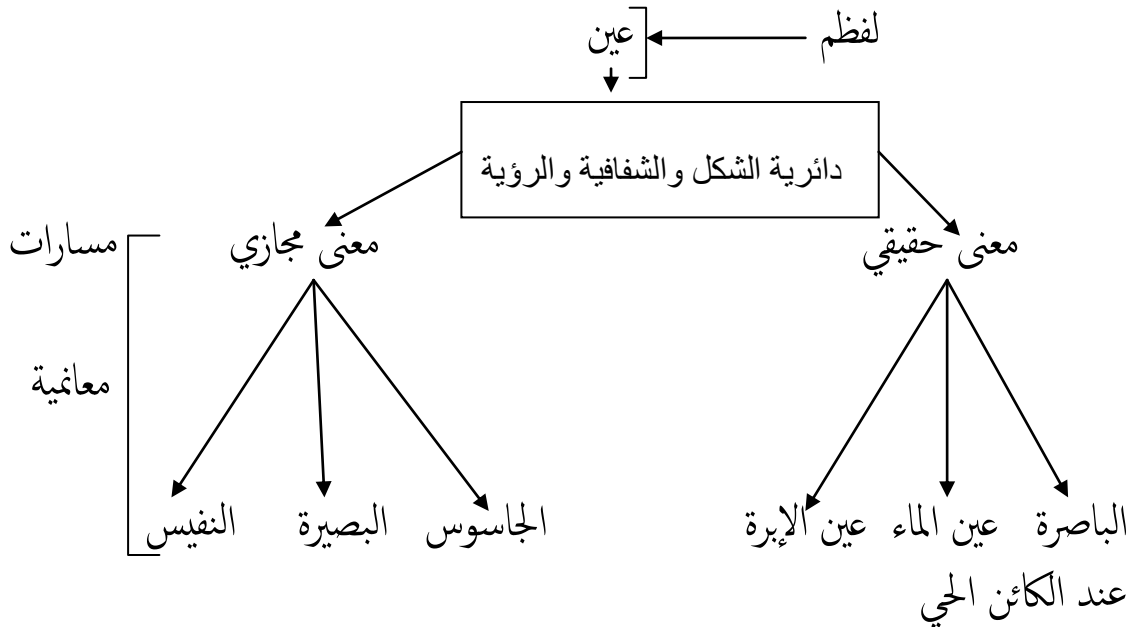 لفظم
عين
دائرية الشكل والشفافية والرؤية
معنى حقيقي
معنى مجازي
مسارات
معانمية
الباصرة
عين الماء
عين الإبرة
الجاسوس
البصيرة
النفيس
عند الكائن الحي